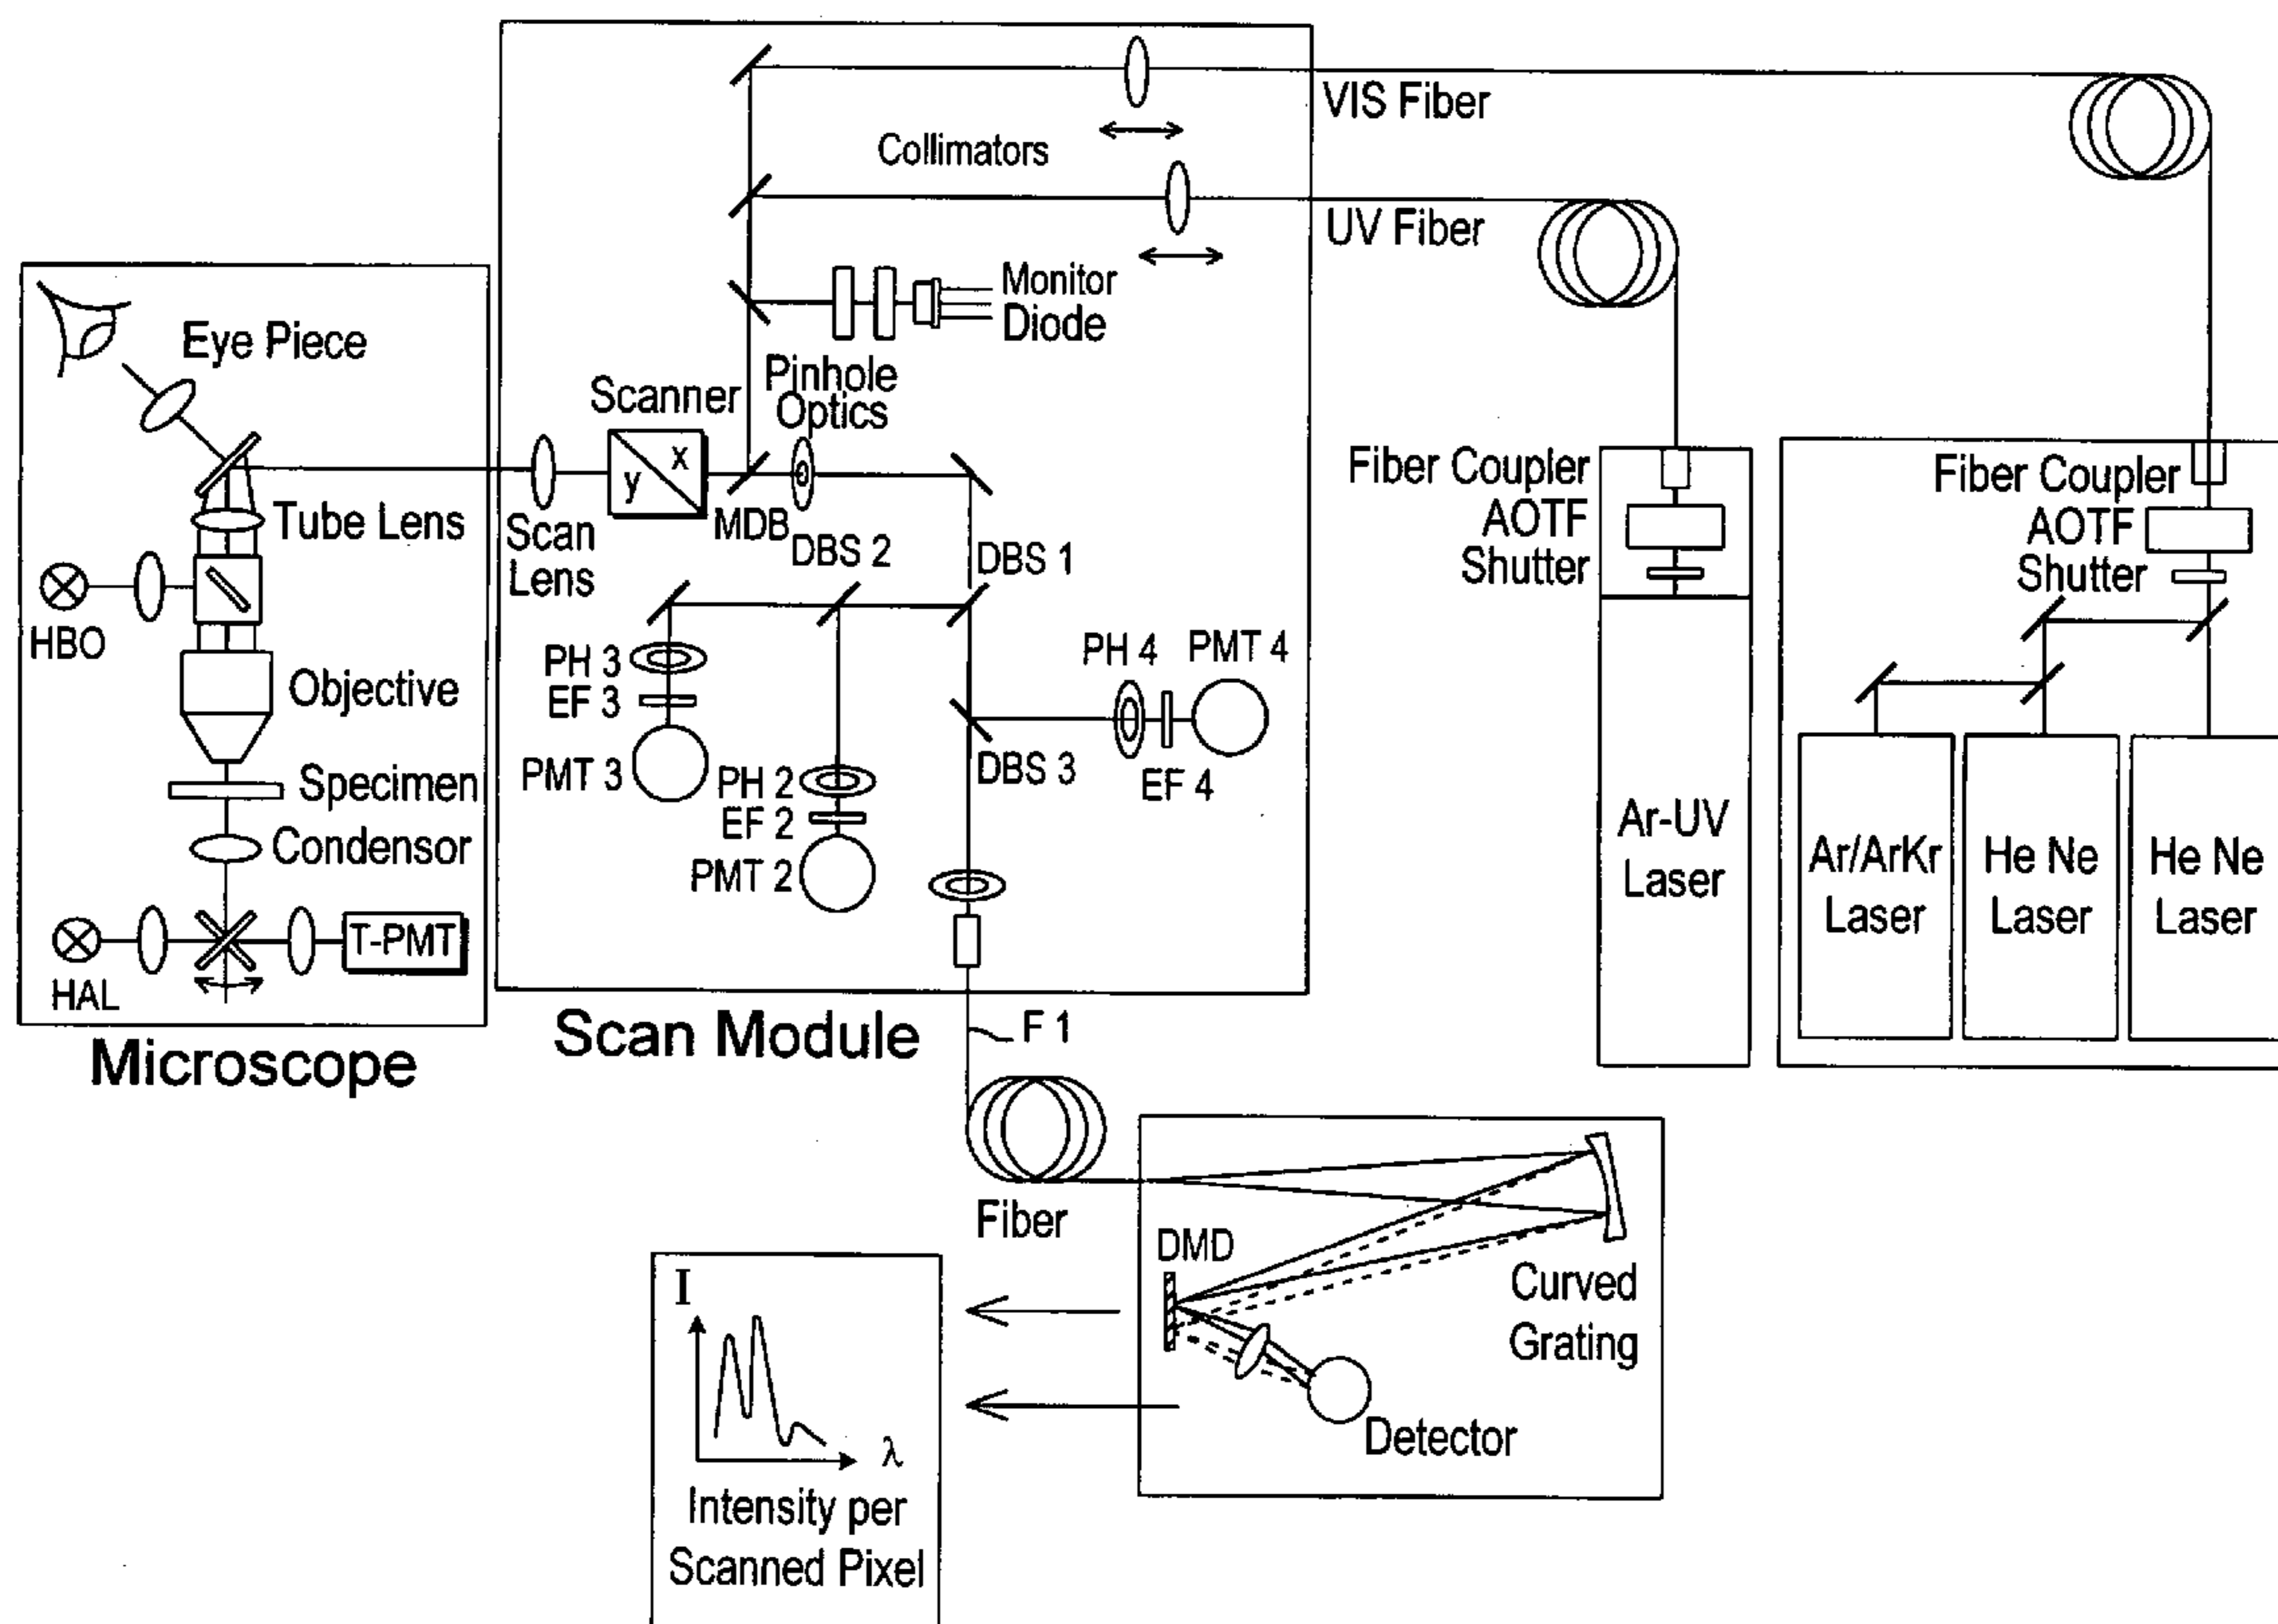 VIS Fiber
Collimators
UV Fiber
Monitor
Diode
Eye Piece
Pinhole
Optics
Scanner
x
y
Tube Lens
Scan
Lens
MDB
DBS 2
DBS 1
Fiber Coupler
AOTF
Shutter
Fiber Coupler
AOTF
Shutter
HBO
Objective
PH 3
EF 3
PMT 3
PH 4
PMT 4
EF 4
DBS 3
PH 2
EF 2
PMT 2
Specimen
Condensor
T-PMT
HAL
Ar-UV
Laser
Ar/ArKr
Laser
He Ne
Laser
He Ne
Laser
Microscope
Scan Module
F 1
Fiber
DMD
Curved
Grating
Detector
I
λ
Intensity per
Scanned Pixel